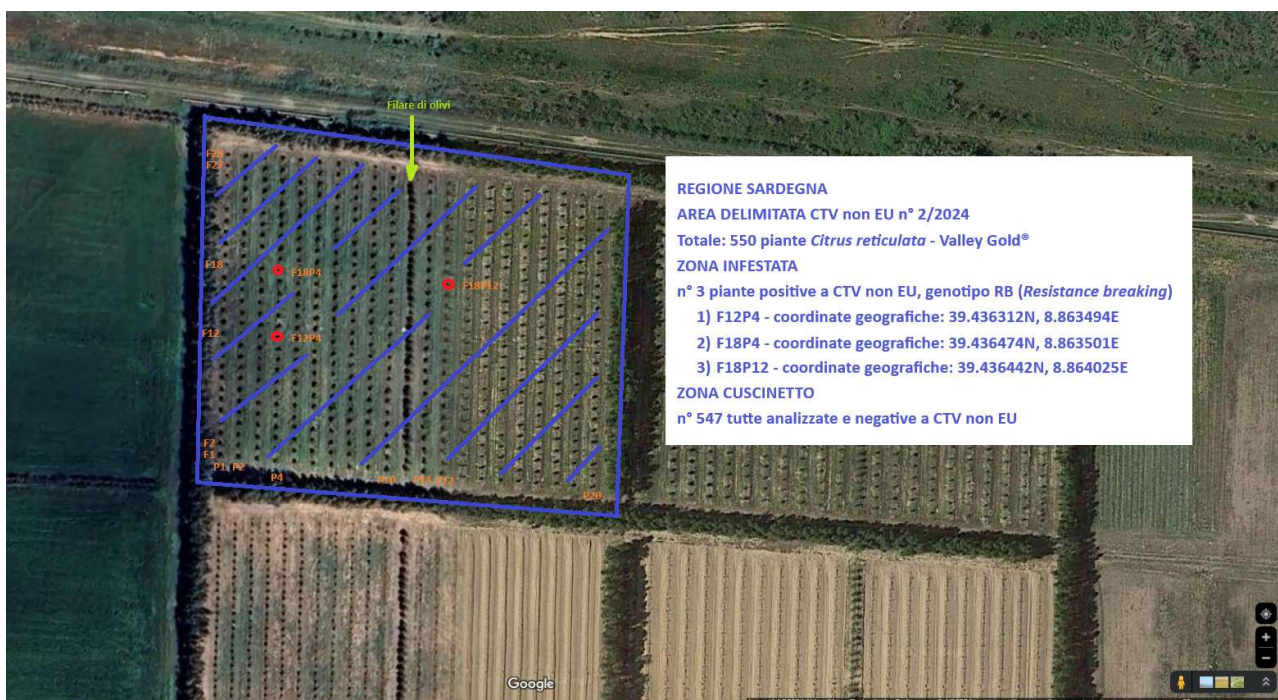 Filare di olivi
F27
F18
F18P4
F18P12
F12
F12P4
F2
F1
P1 P2
P4
P20
REGIONE SARDEGNA
AREA DELIMITATA CTV non EU n° 2/2024
Totale: 550 piante Citrus reticulata - Valley Gold®
ZONA INFESTATA
n° 3 piante positive a CTV non EU, genotipo RB (Resistance breaking)
1) F12P4 - coordinate geografiche: 39.436312N, 8.863494E
2) F18P4 - coordinate geografiche: 39.436474N, 8.863501E
3) F18P12 - coordinate geografiche: 39.436442N, 8.864025E
ZONA CUSCINETTO
n° 547 tutte analizzate e negative a CTV non EU
Google